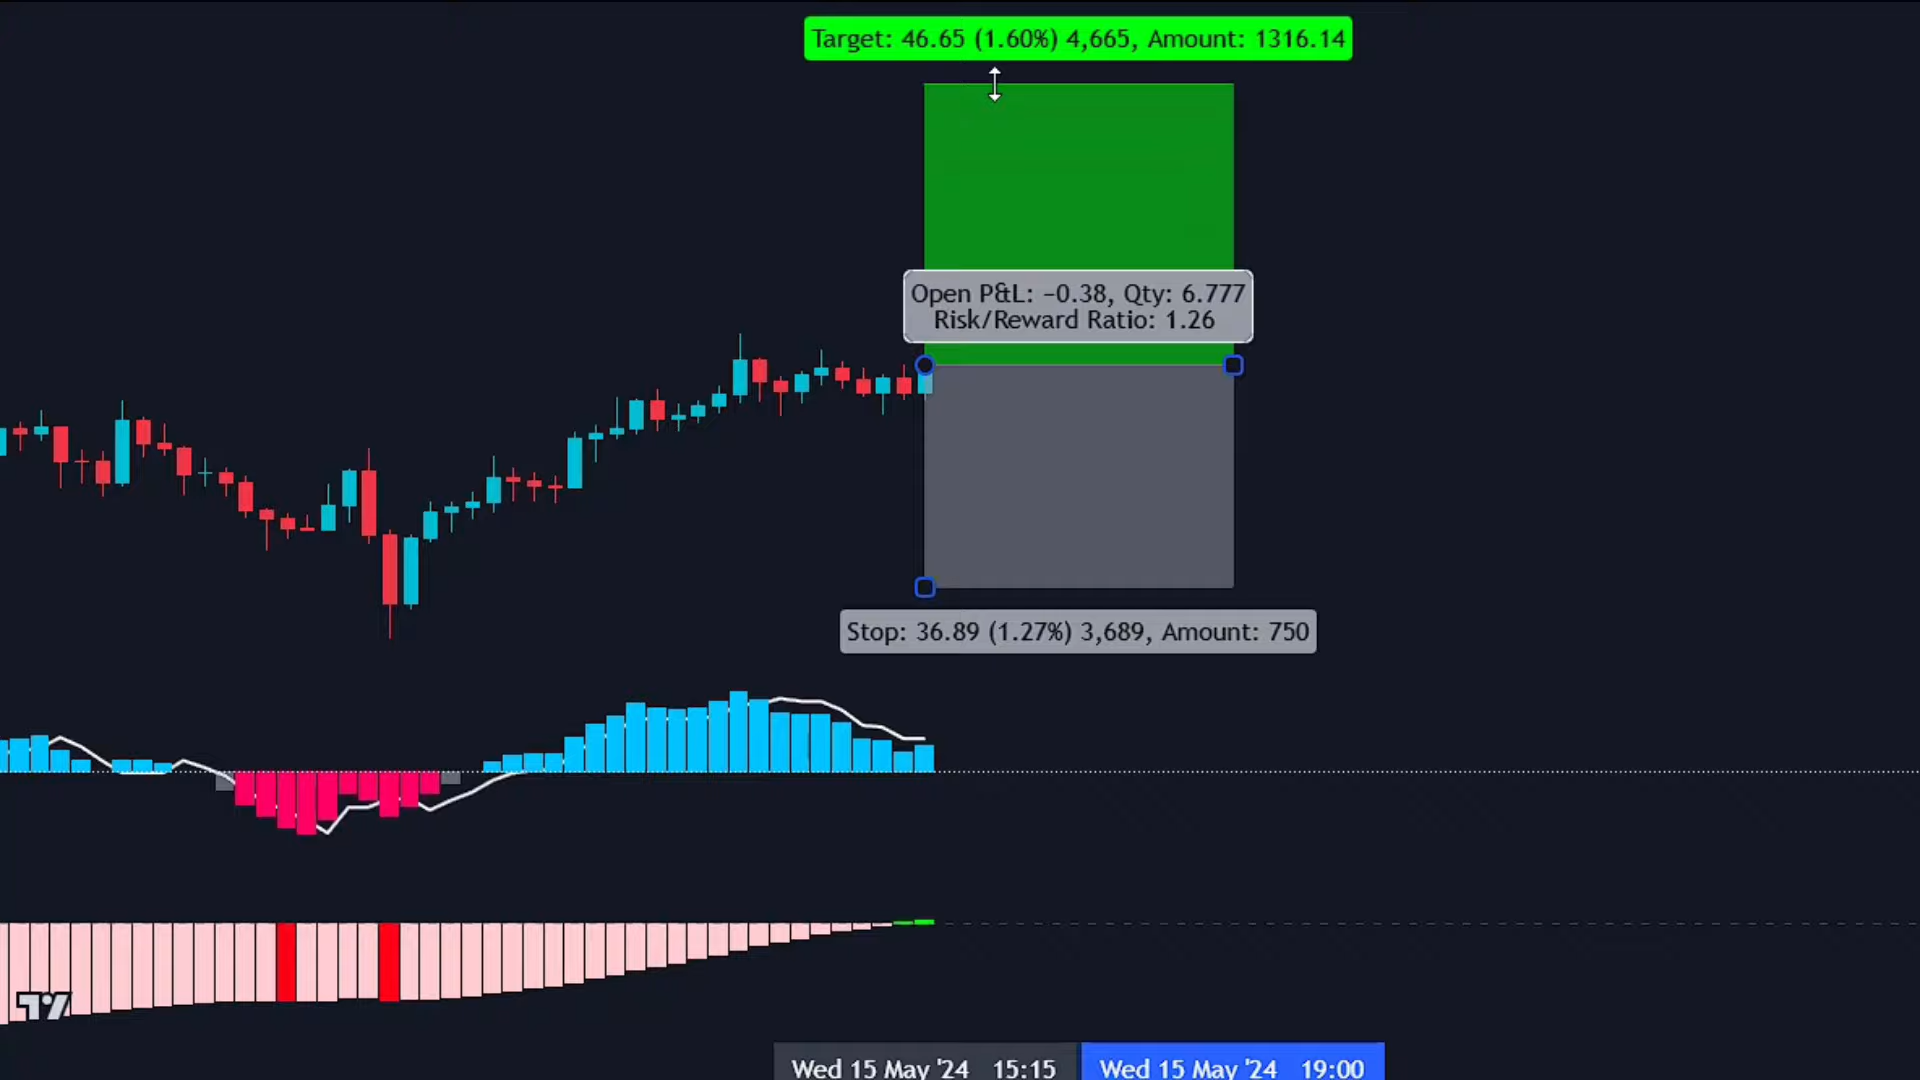 Target: 46.65 (1.60%) 4,665, Amount: 1316.14
Open P&L: −0.38, Qty: 6.777
Risk/Reward Ratio: 1.26
Stop: 36.89 (1.27%) 3,689, Amount: 750
Wed 15 May '24 15:15
Wed 15 May '24 19:00